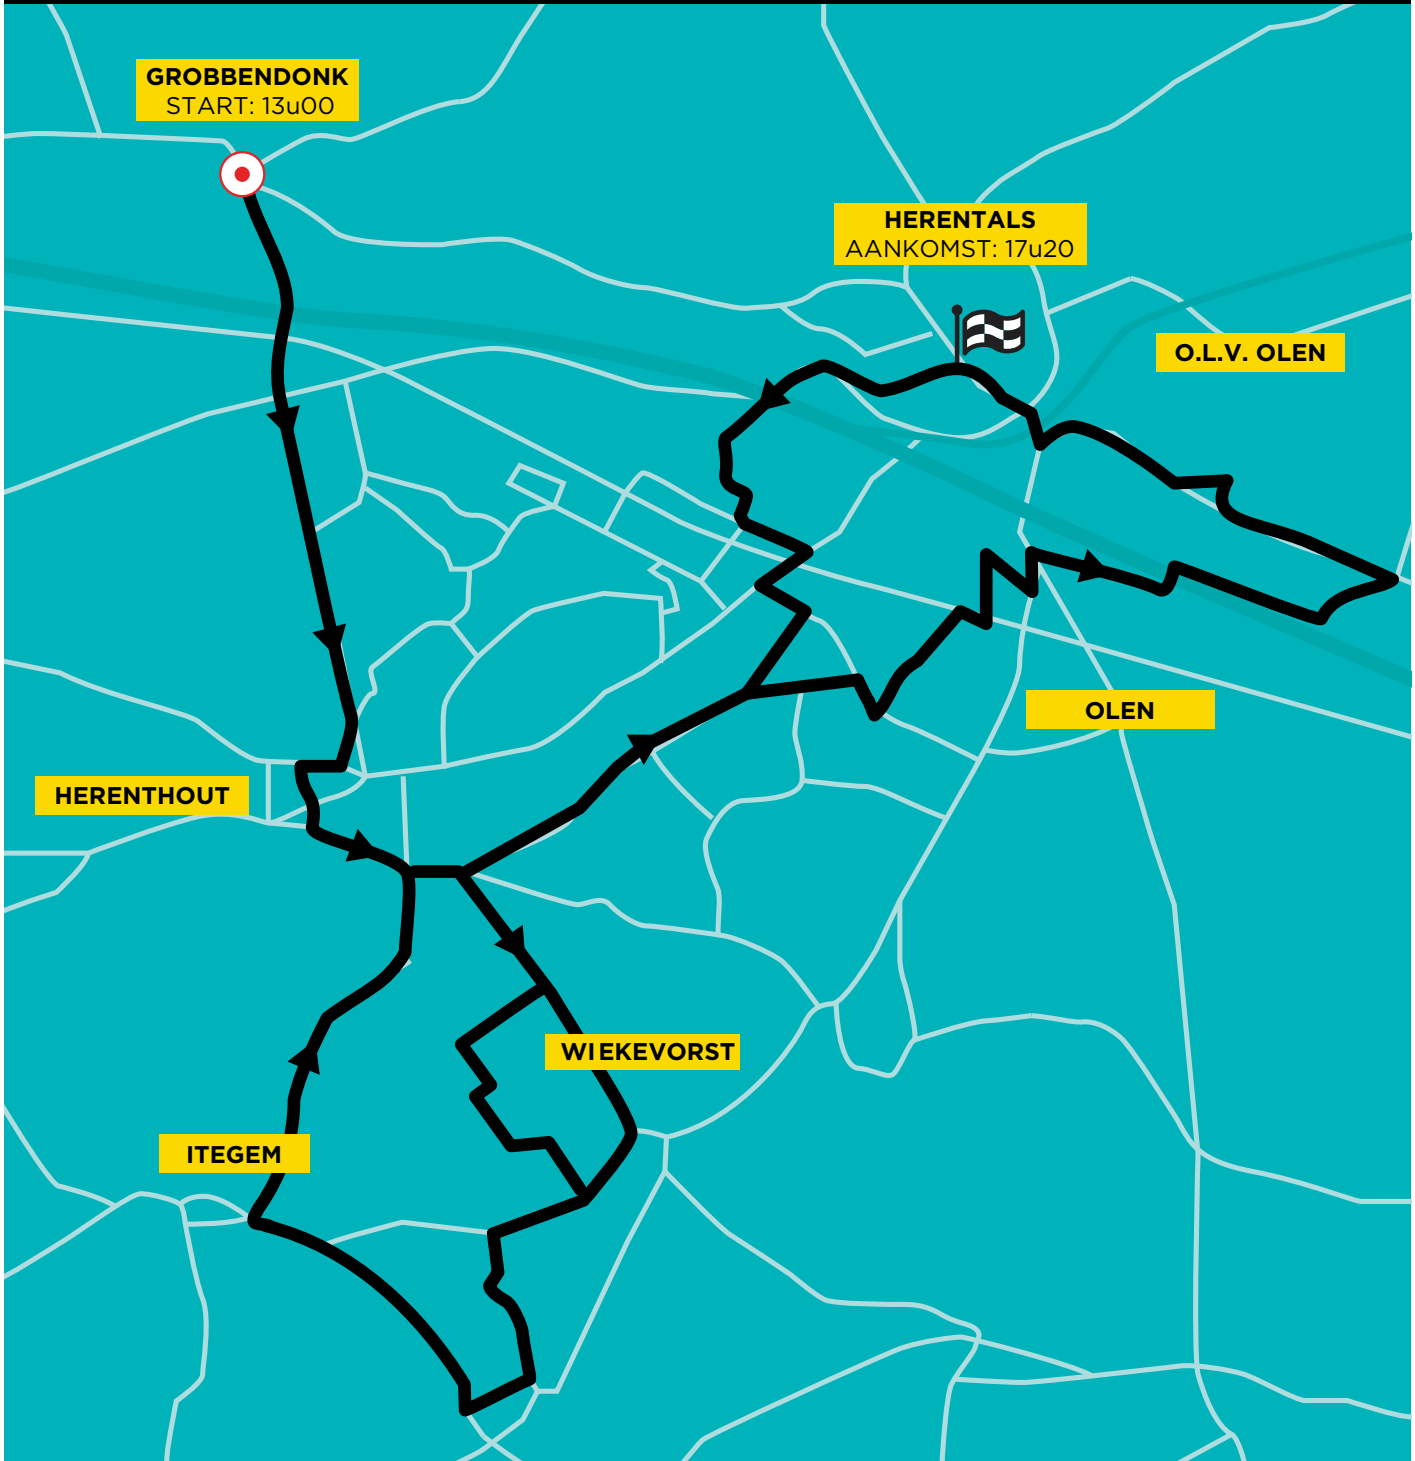 GROBBENDONK
START: 13u00
HERENTALS
AANKOMST: 17u20
O.L.V. OLEN
OLEN
HERENTHOUT
WIEKEVORST
ITEGEM